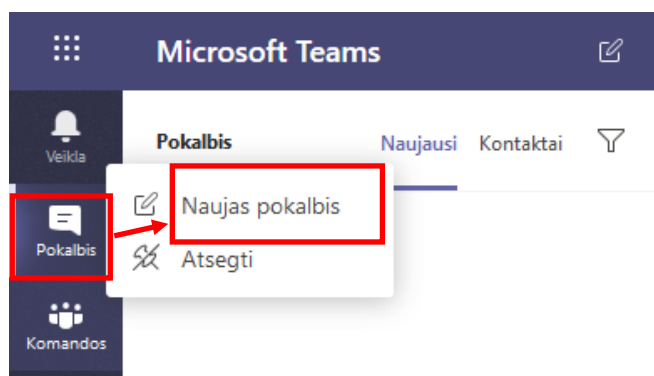 Microsoft Teams
Veikla
Pokalbis Naujausi Kontaktai
Pokalbis
Naujas pokalbis
Atsegti
Komandos